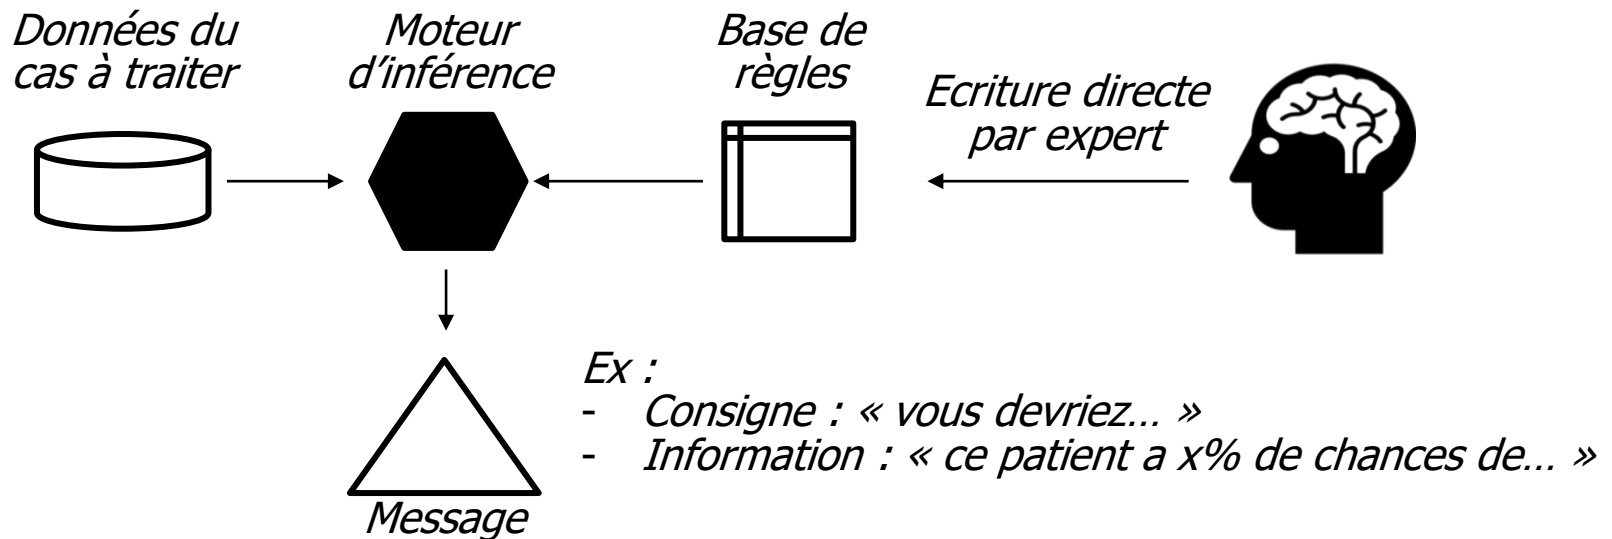 Données du
cas à traiter
Moteur
d’inférence
Base de
règles
Ecriture directe
par expert
Ex :
- Consigne : « vous devriez… »
- Information : « ce patient a x% de chances de… »
Message